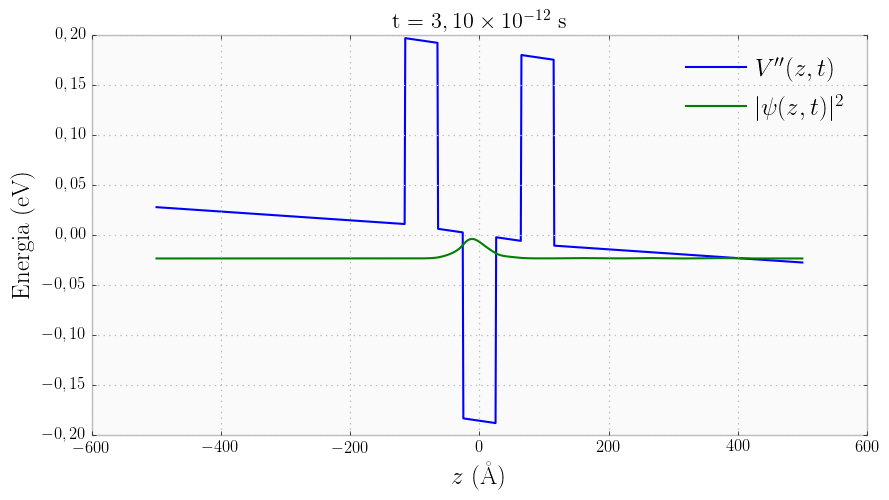 t = 3,10 × 10⁻¹² s
V′′(z, t)
|ψ(z, t)|²
Energia (eV)
0,20
0,15
0,10
0,05
0,00
−0,05
−0,10
−0,15
−0,20
−600 −400 −200 0 200 400 600
z (Å)